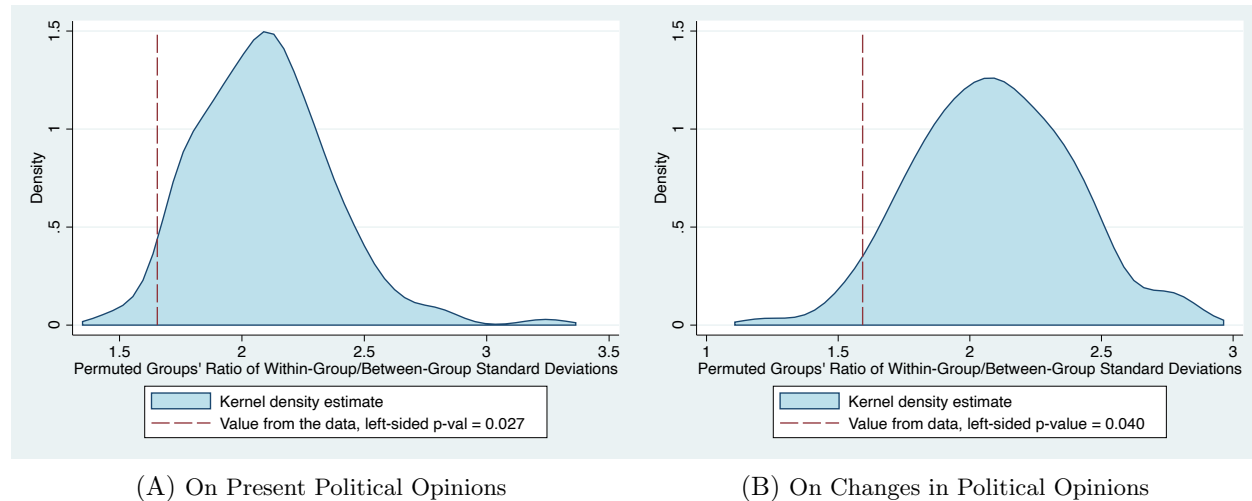 1.5
1
.5
0
Density
1.5
2
2.5
3
3.5
Permuted Groups' Ratio of Within-Group/Between-Group Standard Deviations
Kernel density estimate
Value from the data, left-sided p-val = 0.027
(A) On Present Political Opinions
1.5
1
.5
0
Density
1
1.5
2
2.5
3
Permuted Groups' Ratio of Within-Group/Between-Group Standard Deviations
Kernel density estimate
Value from data, left-sided p-value = 0.040
(B) On Changes in Political Opinions